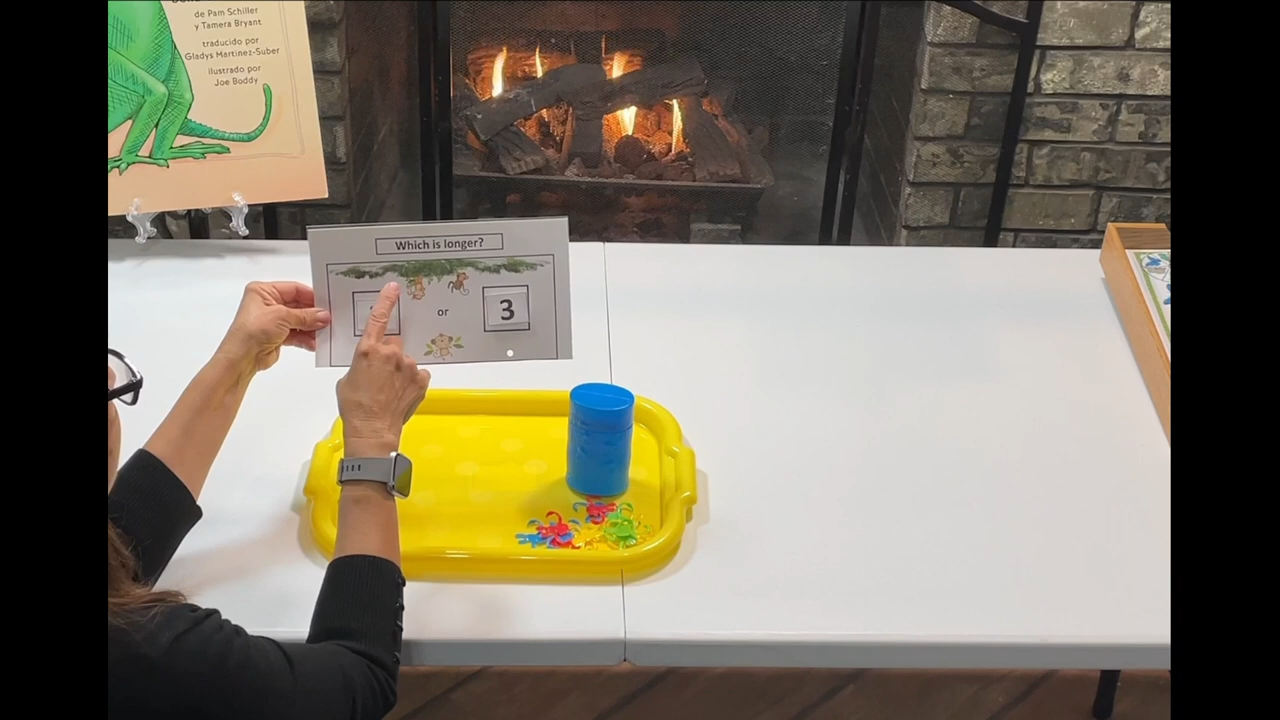 de Pam Schiller
y Tamera Bryant
traducido por
Gladys Martinez-Suber
ilustrado por
Joe Boddy
Which is longer?
or
3